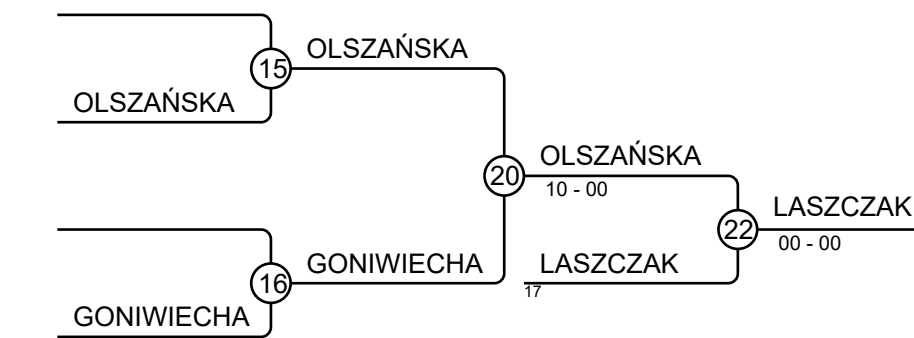 OLSZAŃSKA
15
OLSZAŃSKA
OLSZAŃSKA
20
10 - 00
LASZCZAK
22
00 - 00
GONIWIECHA
LASZCZAK
16
17
GONIWIECHA